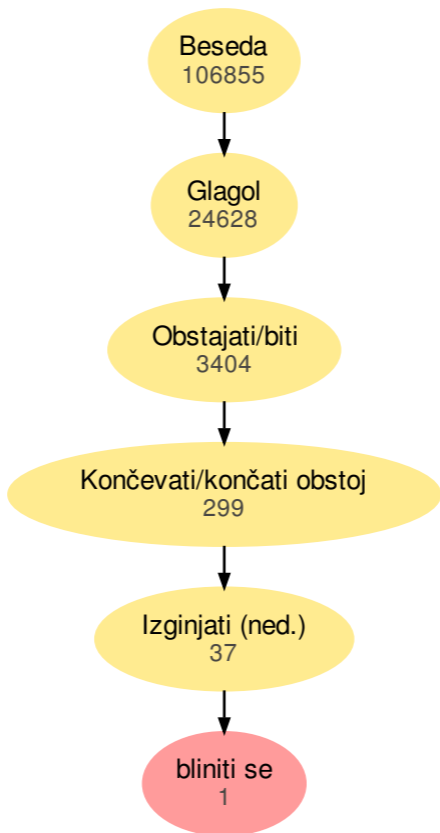 Beseda
106855
Glagol
24628
Obstajati/biti
3404
Končevati/končati obstoj
299
Izginjati (ned.)
37
bliniti se
1